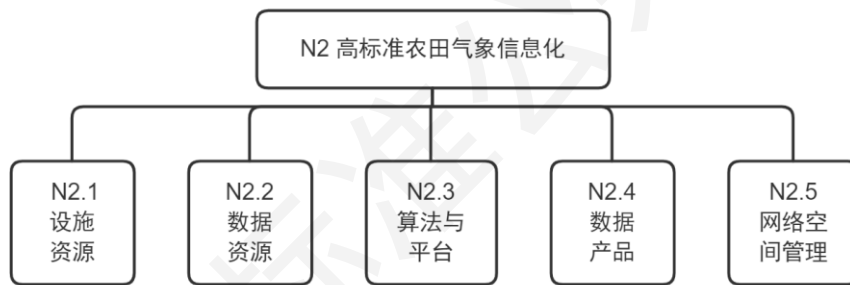 N2 高标准农田气象信息化
N2.1
设施
资源
N2.2
数据
资源
N2.3
算法与
平台
N2.4
数据
产品
N2.5
网络空
间管理